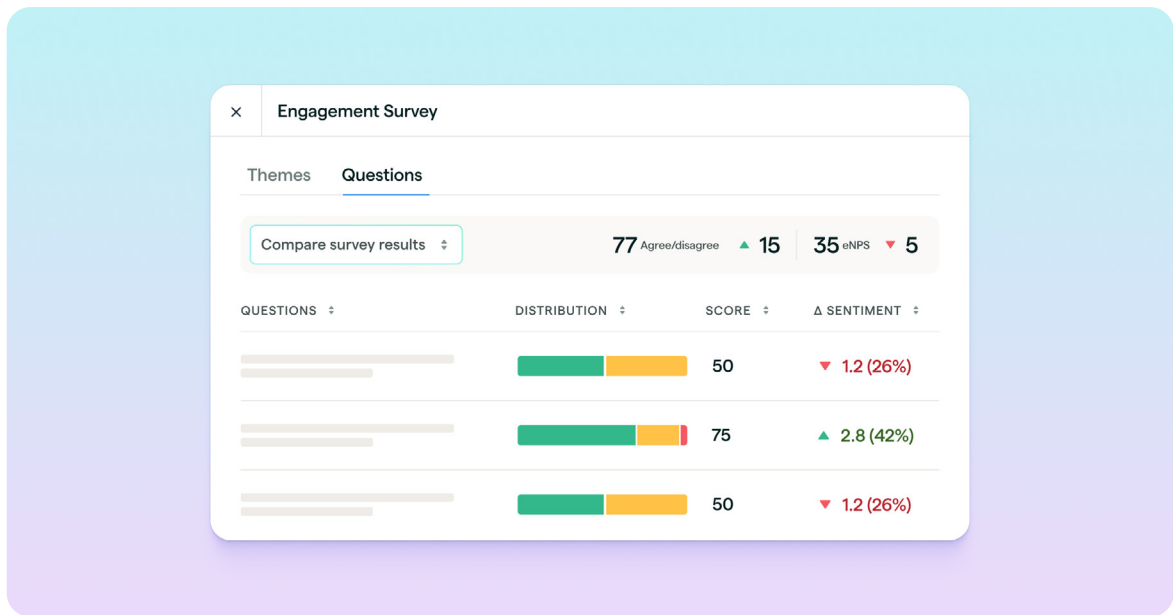 Engagement Survey
Themes Questions
Compare survey results 77 Agree/disagree ▲ 15 35 eNPS ▼ 5
QUESTIONS DISTRIBUTION SCORE Δ SENTIMENT
50 ▼ 1.2 (26%)
75 ▲ 2.8 (42%)
50 ▼ 1.2 (26%)